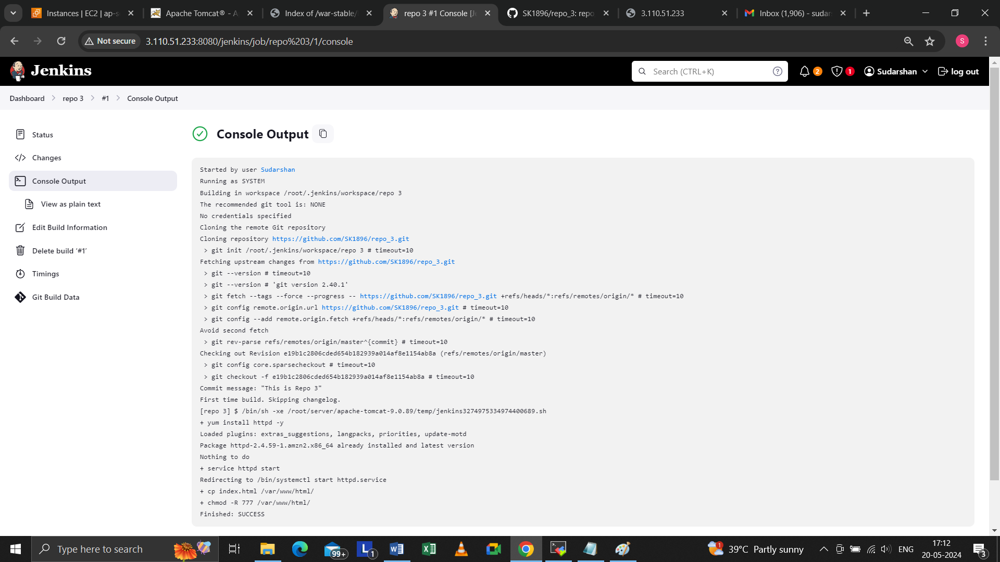 Instances | EC2 | ap-s
Apache Tomcat® - A
Index of /war-stable/
repo 3 #1 Console [J
SK1896/repo_3: repo
3.110.51.233
Inbox (1,906) - sudar
Not secure
3.110.51.233:8080/jenkins/job/repo%203/1/console
S
Jenkins
Search (CTRL+K)
2
1
Sudarshan
log out
Dashboard
repo 3
#1
Console Output
Status
Changes
Console Output
View as plain text
Edit Build Information
Delete build ‘#1’
Timings
Git Build Data
Console Output
Started by user Sudarshan
Running as SYSTEM
Building in workspace /root/.jenkins/workspace/repo 3
The recommended git tool is: NONE
No credentials specified
Cloning the remote Git repository
Cloning repository https://github.com/SK1896/repo_3.git
> git init /root/.jenkins/workspace/repo 3 # timeout=10
Fetching upstream changes from https://github.com/SK1896/repo_3.git
> git --version # timeout=10
> git --version # 'git version 2.40.1'
> git fetch --tags --force --progress -- https://github.com/SK1896/repo_3.git +refs/heads/*:refs/remotes/origin/* # timeout=10
> git config remote.origin.url https://github.com/SK1896/repo_3.git # timeout=10
> git config --add remote.origin.fetch +refs/heads/*:refs/remotes/origin/* # timeout=10
Avoid second fetch
> git rev-parse refs/remotes/origin/master^{commit} # timeout=10
Checking out Revision e19b1c2806cded654b182939a014af8e1154ab8a (refs/remotes/origin/master)
> git config core.sparsecheckout # timeout=10
> git checkout -f e19b1c2806cded654b182939a014af8e1154ab8a # timeout=10
Commit message: "This is Repo 3"
First time build. Skipping changelog.
[repo 3] $ /bin/sh -xe /root/server/apache-tomcat-9.0.89/temp/jenkins3274975334974400689.sh
+ yum install httpd -y
Loaded plugins: extras_suggestions, langpacks, priorities, update-motd
Package httpd-2.4.59-1.amzn2.x86_64 already installed and latest version
Nothing to do
+ service httpd start
Redirecting to /bin/systemctl start httpd.service
+ cp index.html /var/www/html/
+ chmod -R 777 /var/www/html/
Finished: SUCCESS
Type here to search
99+
L
1
1
39°C Partly sunny
ENG
17:12
20-05-2024
3